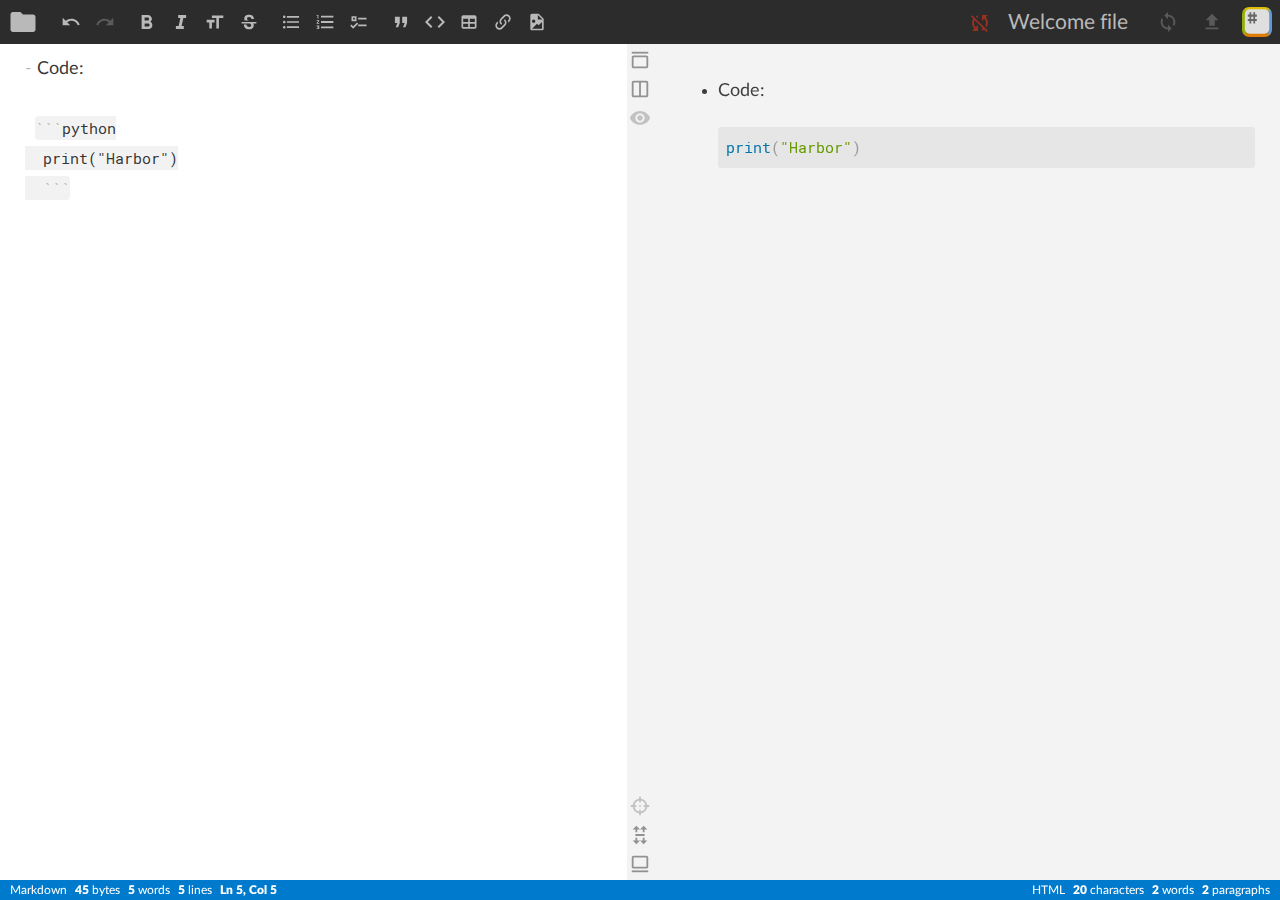 Welcome file
#
- Code:
```python
print("Harbor")
```
• Code:
print("Harbor")
Markdown 45 bytes 5 words 5 lines Ln 5, Col 5
HTML 20 characters 2 words 2 paragraphs